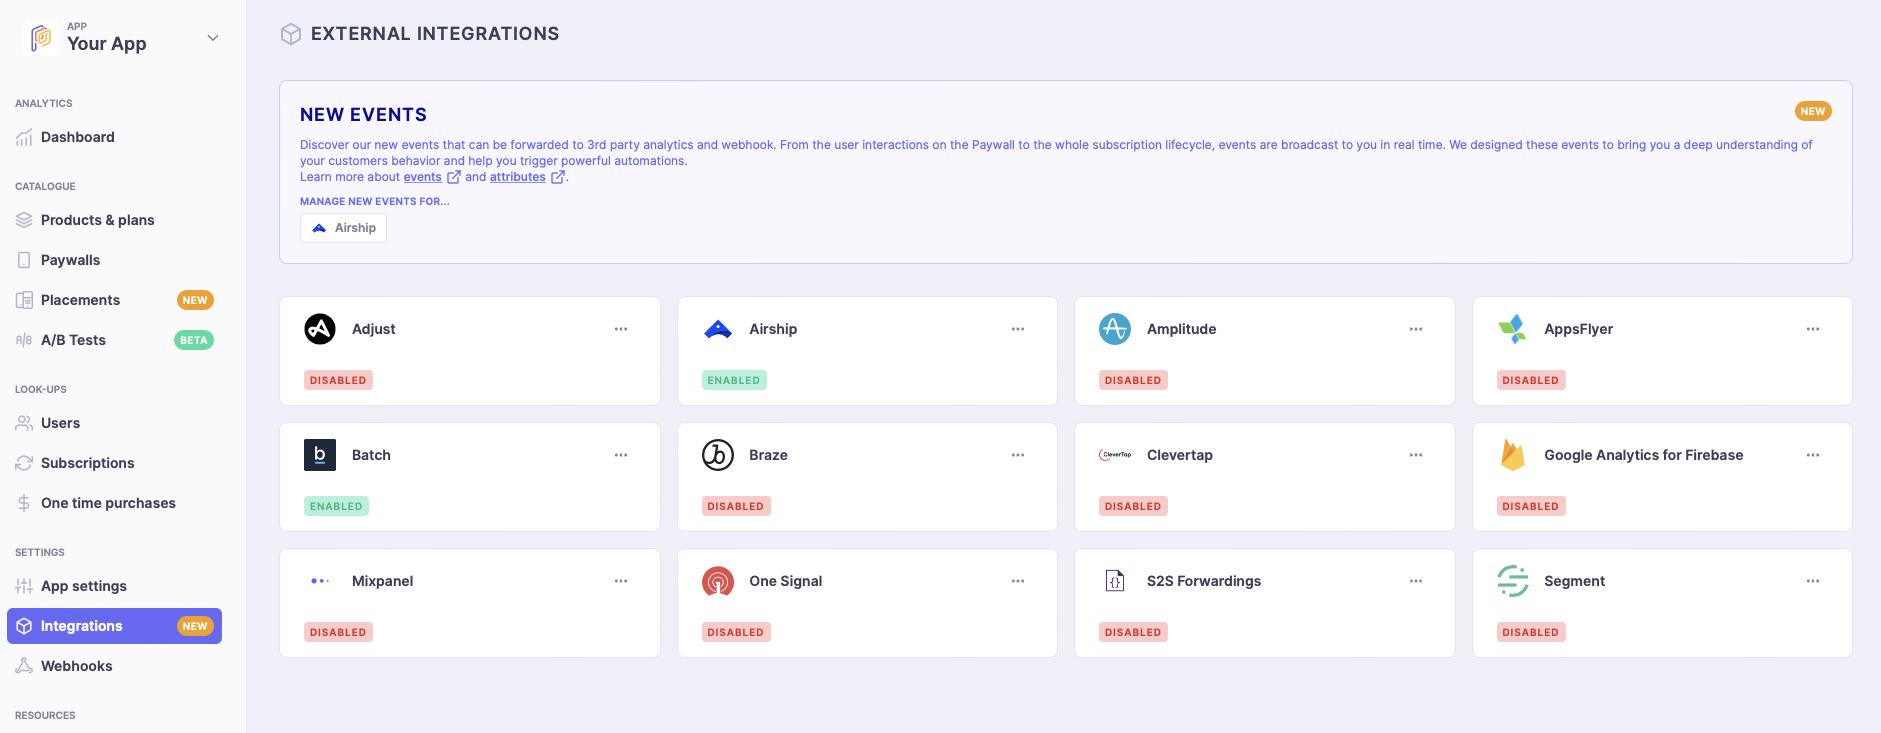 APP
Your App
ANALYTICS
Dashboard
CATALOGUE
Products & plans
Paywalls
Placements NEW
A/B Tests BETA
LOOK-UPS
Users
Subscriptions
One time purchases
SETTINGS
App settings
Integrations NEW
Webhooks
RESOURCES
EXTERNAL INTEGRATIONS
NEW EVENTS NEW
Discover our new events that can be forwarded to 3rd party analytics and webhook. From the user interactions on the Paywall to the whole subscription lifecycle, events are broadcast to you in real time. We designed these events to bring you a deep understanding of
your customers behavior and help you trigger powerful automations.
Learn more about events and attributes.
MANAGE NEW EVENTS FOR...
Airship
Adjust
DISABLED
Airship
ENABLED
Amplitude
DISABLED
AppsFlyer
DISABLED
b Batch
ENABLED
b Braze
DISABLED
CleverTap Clevertap
DISABLED
Google Analytics for Firebase
DISABLED
Mixpanel
DISABLED
One Signal
DISABLED
{} S2S Forwardings
DISABLED
Segment
DISABLED